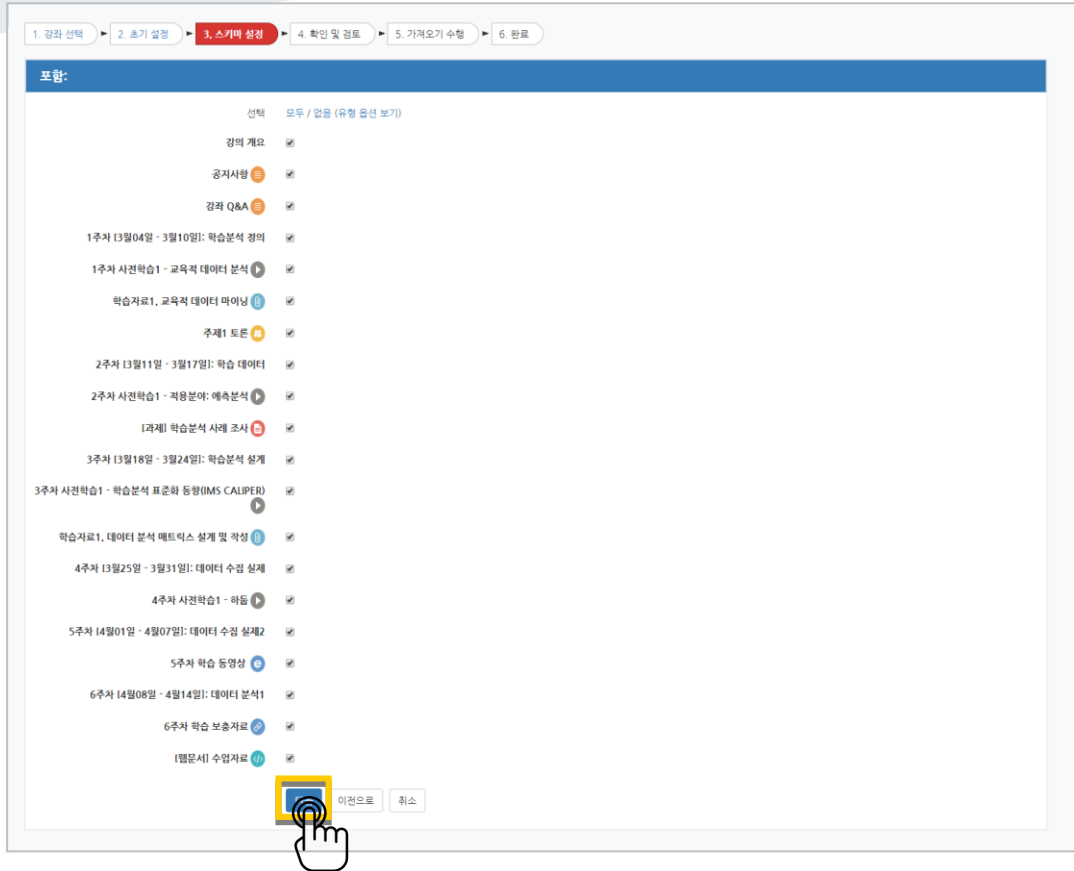 1. 강좌 선택 ► 2. 초기 설정 ► 3. 스키마 설정 ► 4. 확인 및 검토 ► 5. 가져오기 수행 ► 6. 완료
포함:
선택 모두 / 없음 (유형 옵션 보기)
강의 개요
공지사항
강좌 Q&A
1주차 [3월04일 - 3월10일]: 학습분석 정의
1주차 사전학습1 - 교육적 데이터 분석
학습자료1, 교육적 데이터 마이닝
주제1 토론
2주차 [3월11일 - 3월17일]: 학습 데이터
2주차 사전학습1 - 적용분야: 예측분석
[과제] 학습분석 사례 조사
3주차 [3월18일 - 3월24일]: 학습분석 설계
3주차 사전학습1 - 학습분석 표준화 동향(IMS CALIPER)
학습자료1, 데이터 분석 매트릭스 설계 및 작성
4주차 [3월25일 - 3월31일]: 데이터 수집 실제
4주차 사전학습1 - 하둡
5주차 [4월01일 - 4월07일]: 데이터 수집 실제2
5주차 학습 동영상
6주차 [4월08일 - 4월14일]: 데이터 분석1
6주차 학습 보충자료
[웹문서] 수업자료
이전으로 취소